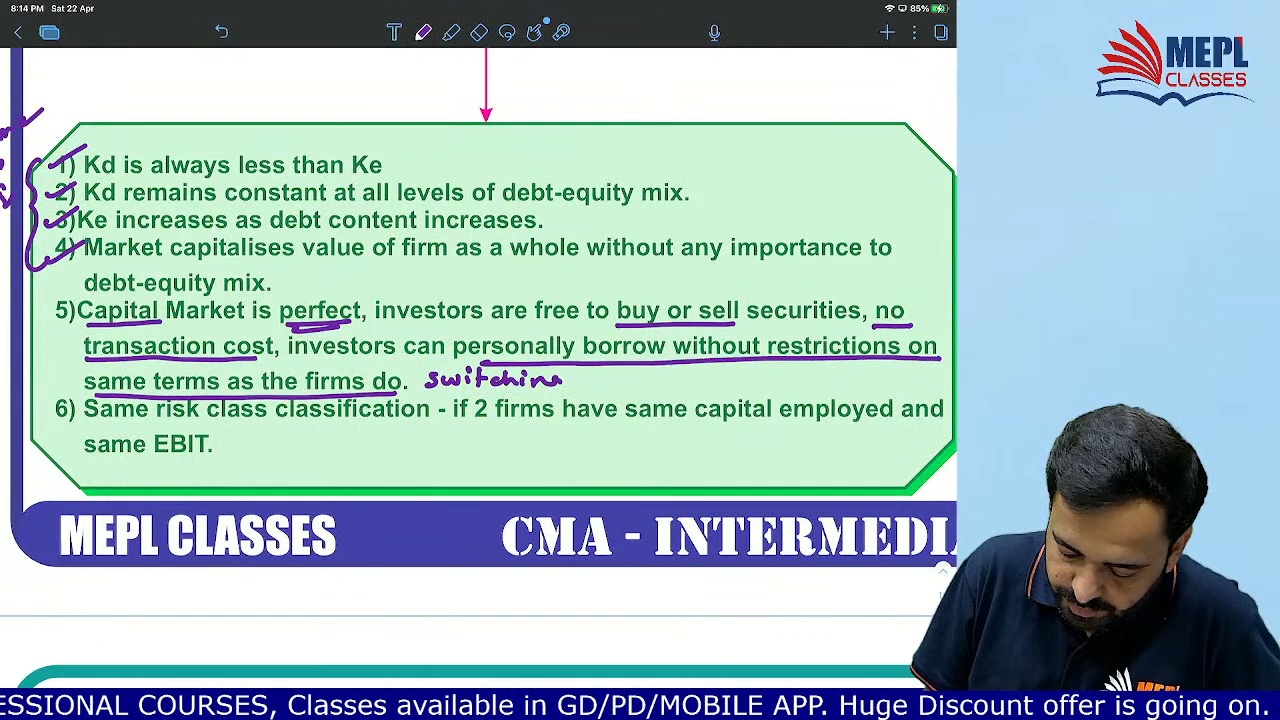 8:14 PM Sat 22 Apr
85%
T
MEPL
CLASSES
1) Kd is always less than Ke
2) Kd remains constant at all levels of debt-equity mix.
3)Ke increases as debt content increases.
4) Market capitalises value of firm as a whole without any importance to
debt-equity mix.
5)Capital Market is perfect, investors are free to buy or sell securities, no
transaction cost, investors can personally borrow without restrictions on
same terms as the firms do. switching
6) Same risk class classification - if 2 firms have same capital employed and
same EBIT.
MEPL CLASSES CMA - INTERMEDIA
MEPL
ESSIONAL COURSES, Classes available in GD/PD/MOBILE APP. Huge Discount offer is going on.